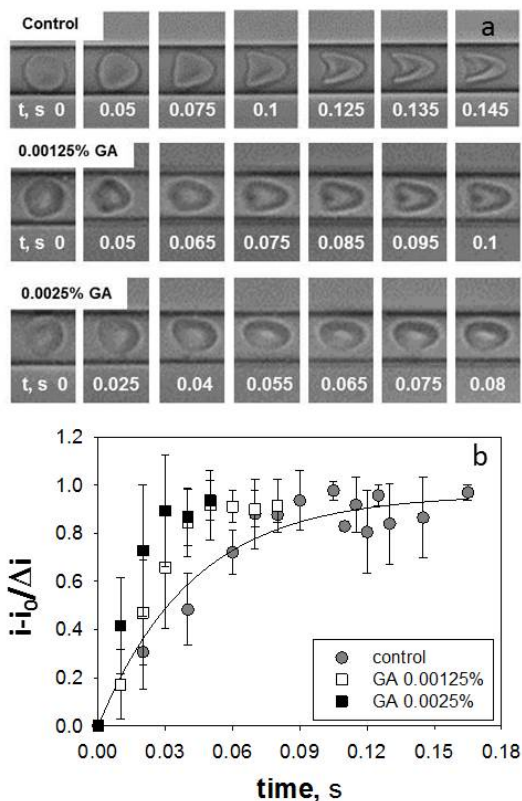 Control
a
t, s 0 0.05 0.075 0.1 0.125 0.135 0.145
0.00125% GA
t, s 0 0.05 0.065 0.075 0.085 0.095 0.1
0.0025% GA
t, s 0 0.025 0.04 0.055 0.065 0.075 0.08
b
1.2
1.0
0.8
0.6
0.4
0.2
0.0
i-i₀/Δi
control
GA 0.00125%
GA 0.0025%
0.00 0.03 0.06 0.09 0.12 0.15 0.18
time, s